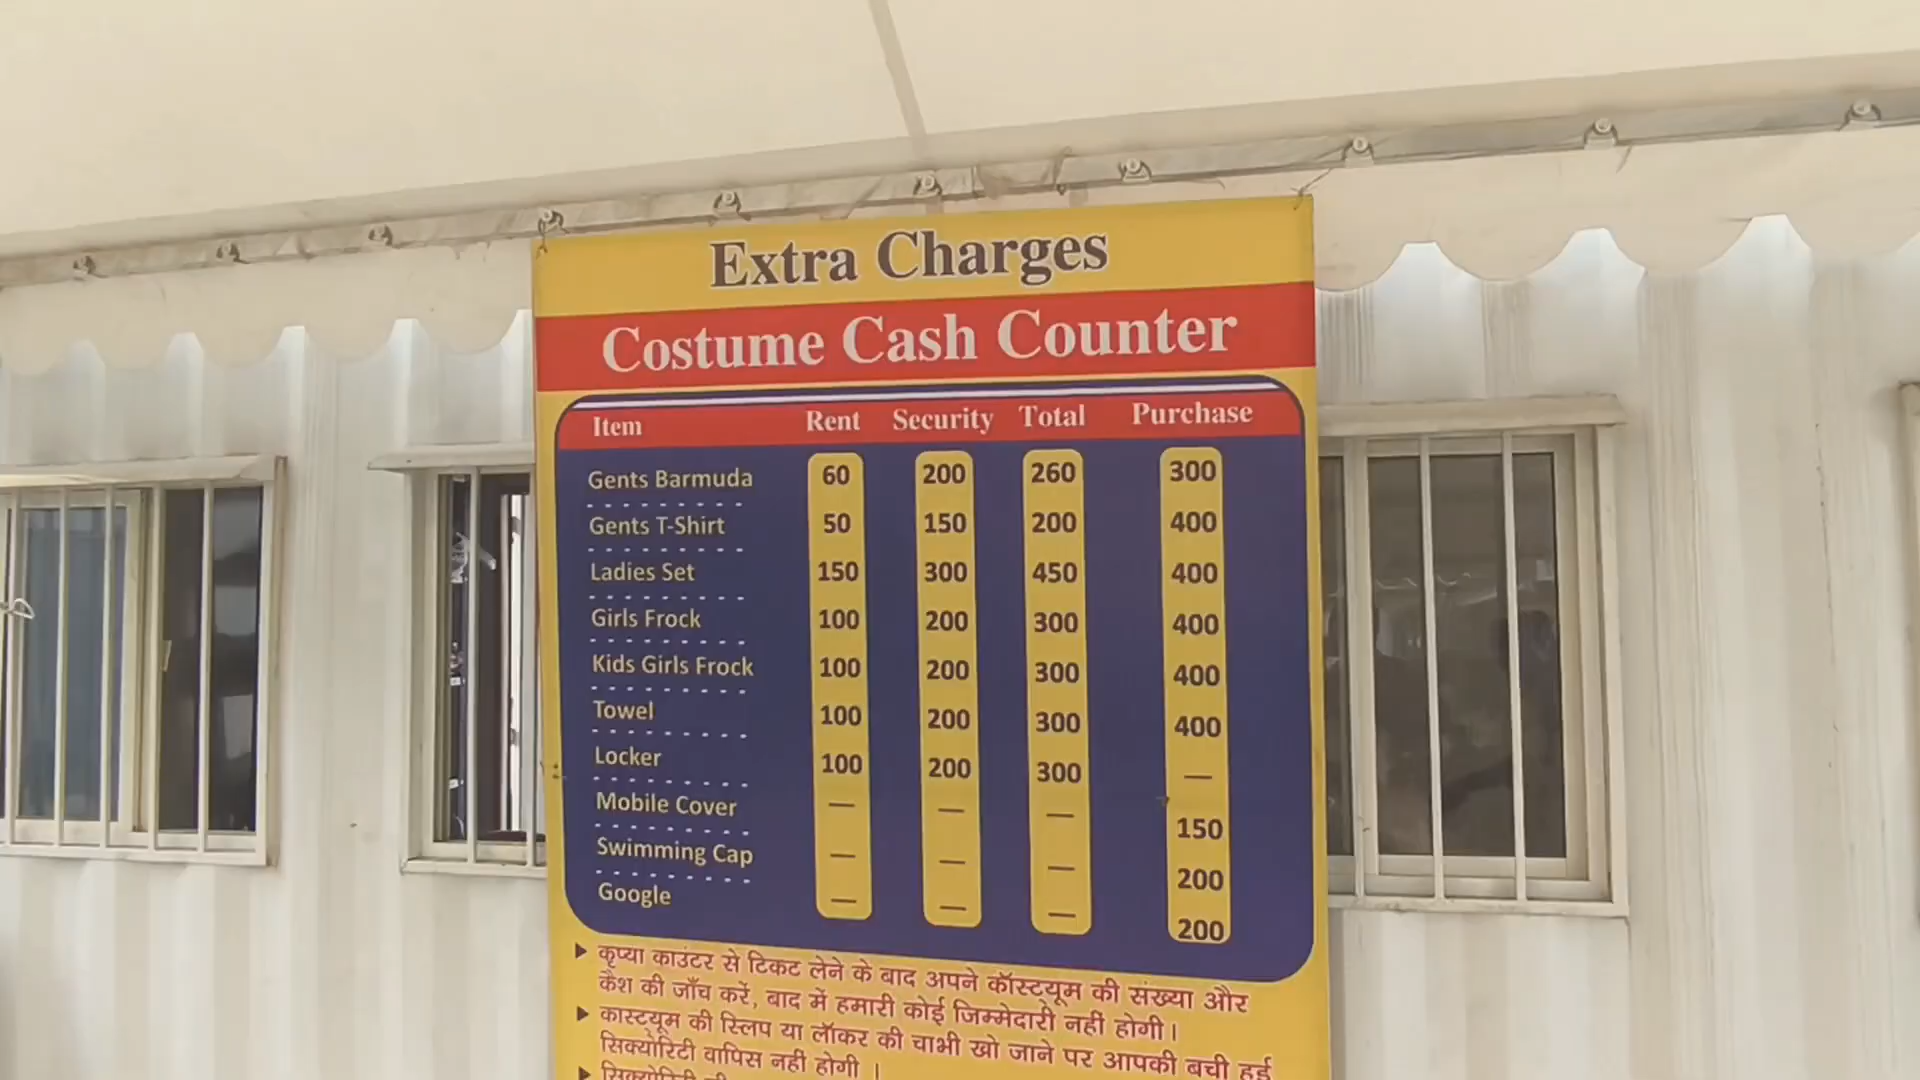 Extra Charges
Costume Cash Counter
Item Rent Security Total Purchase
Gents Barmuda 60 200 260 300
Gents T-Shirt 50 150 200 400
Ladies Set 150 300 450 400
Girls Frock 100 200 300 400
Kids Girls Frock 100 200 300 400
Towel 100 200 300 400
Locker 100 200 300 —
Mobile Cover — — — 150
Swimming Cap — — — 200
Google — — — 200
कृप्या काउंटर से टिकट लेने के बाद अपने कॉस्ट्यूम की संख्या और
कैश की जाँच करें, बाद में हमारी कोई जिम्मेदारी नहीं होगी।
कास्ट्यूम की स्लिप या लॉकर की चाभी खो जाने पर आपकी बची हुई
सिक्योरिटी वापिस नहीं होगी ।